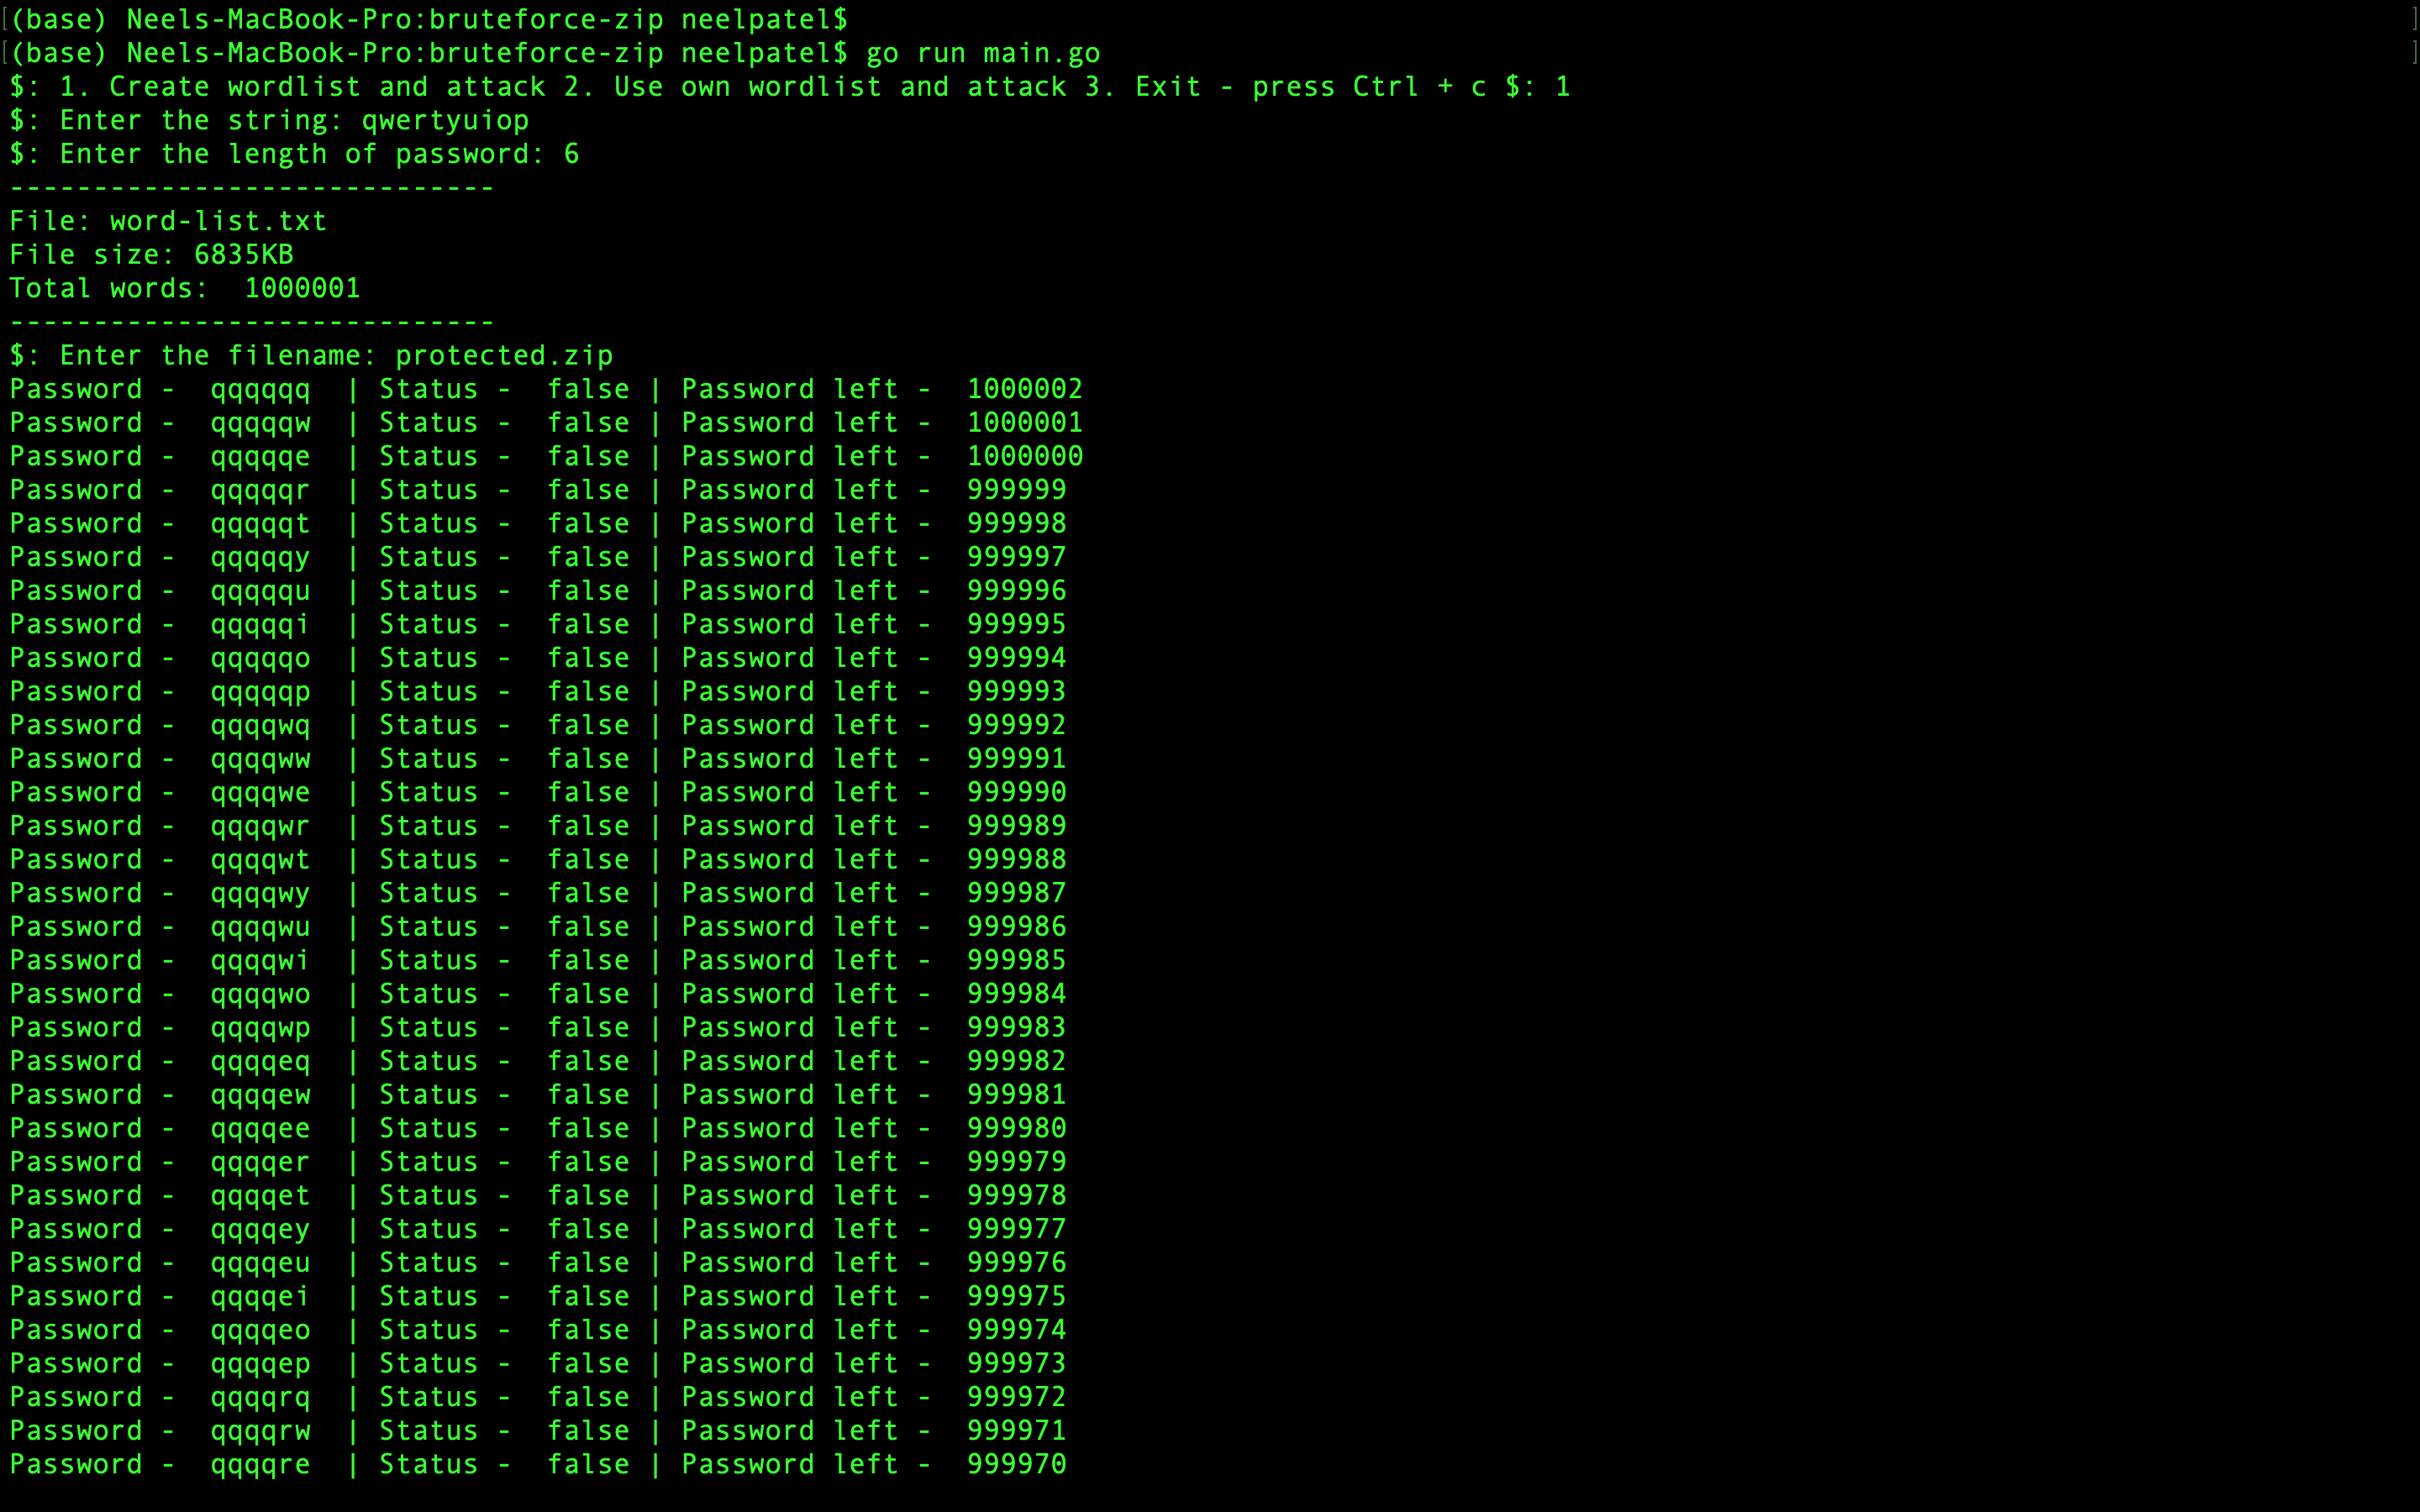 [(base) Neels-MacBook-Pro:bruteforce-zip neelpatel$ ]
[(base) Neels-MacBook-Pro:bruteforce-zip neelpatel$ go run main.go ]
$: 1. Create wordlist and attack 2. Use own wordlist and attack 3. Exit - press Ctrl + c $: 1
$: Enter the string: qwertyuiop
$: Enter the length of password: 6
-----------------------------
File: word-list.txt
File size: 6835KB
Total words:  1000001
-----------------------------
$: Enter the filename: protected.zip
Password -  qqqqqq  | Status -  false | Password left -  1000002
Password -  qqqqqw  | Status -  false | Password left -  1000001
Password -  qqqqqe  | Status -  false | Password left -  1000000
Password -  qqqqqr  | Status -  false | Password left -  999999
Password -  qqqqqt  | Status -  false | Password left -  999998
Password -  qqqqqy  | Status -  false | Password left -  999997
Password -  qqqqqu  | Status -  false | Password left -  999996
Password -  qqqqqi  | Status -  false | Password left -  999995
Password -  qqqqqo  | Status -  false | Password left -  999994
Password -  qqqqqp  | Status -  false | Password left -  999993
Password -  qqqqwq  | Status -  false | Password left -  999992
Password -  qqqqww  | Status -  false | Password left -  999991
Password -  qqqqwe  | Status -  false | Password left -  999990
Password -  qqqqwr  | Status -  false | Password left -  999989
Password -  qqqqwt  | Status -  false | Password left -  999988
Password -  qqqqwy  | Status -  false | Password left -  999987
Password -  qqqqwu  | Status -  false | Password left -  999986
Password -  qqqqwi  | Status -  false | Password left -  999985
Password -  qqqqwo  | Status -  false | Password left -  999984
Password -  qqqqwp  | Status -  false | Password left -  999983
Password -  qqqqeq  | Status -  false | Password left -  999982
Password -  qqqqew  | Status -  false | Password left -  999981
Password -  qqqqee  | Status -  false | Password left -  999980
Password -  qqqqer  | Status -  false | Password left -  999979
Password -  qqqqet  | Status -  false | Password left -  999978
Password -  qqqqey  | Status -  false | Password left -  999977
Password -  qqqqeu  | Status -  false | Password left -  999976
Password -  qqqqei  | Status -  false | Password left -  999975
Password -  qqqqeo  | Status -  false | Password left -  999974
Password -  qqqqep  | Status -  false | Password left -  999973
Password -  qqqqrq  | Status -  false | Password left -  999972
Password -  qqqqrw  | Status -  false | Password left -  999971
Password -  qqqqre  | Status -  false | Password left -  999970